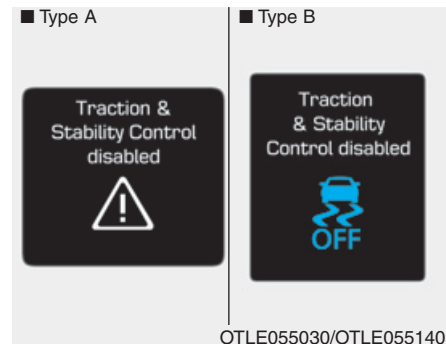 ■ Type A
Traction &
Stability Control
disabled
■ Type B
Traction
& Stability
Control disabled
OFF
OTLE055030/OTLE055140